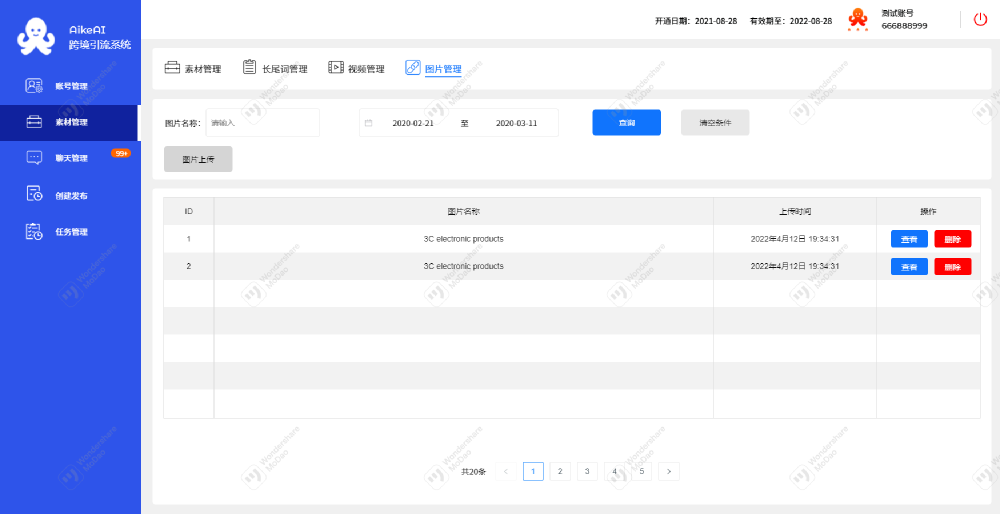 AikeAI
跨境引流系统
开通日期：2021-08-28 有效期至：2022-08-28
测试账号
666888999
账号管理
素材管理
聊天管理 99+
创建发布
任务管理
素材管理 长尾词管理 视频管理 图片管理
图片名称： 请输入 2020-02-21 至 2020-03-11 查询 清空条件
图片上传
ID 图片名称 上传时间 操作
1 3C electronic products 2022年4月12日 19:34:31 查看 删除
2 3C electronic products 2022年4月12日 19:34:31 查看 删除
共20条 < 1 2 3 4 5 >
Wondershare
MoDao